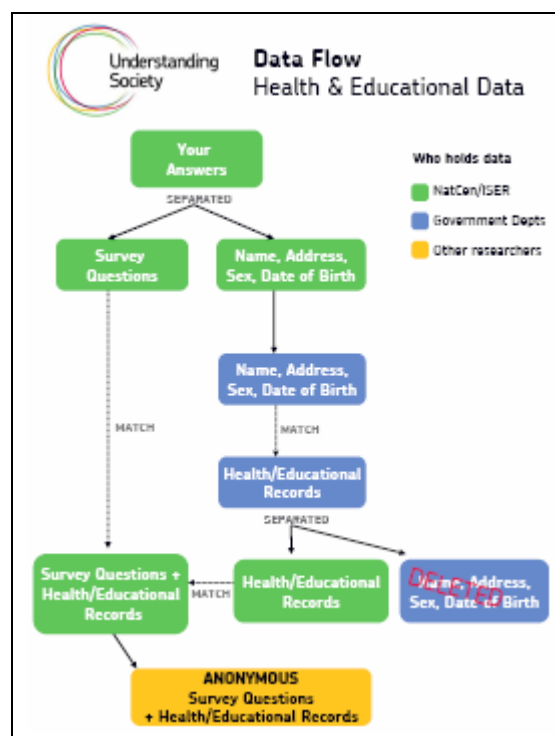 Understanding
Society
Data Flow
Health & Educational Data
Your
Answers
SEPARATED
Who holds data
NatCen/ISER
Government Depts
Other researchers
Survey
Questions
Name, Address,
Sex, Date of Birth
Name, Address,
Sex, Date of Birth
MATCH
MATCH
Health/Educational
Records
SEPARATED
Survey Questions +
Health/Educational
Records
MATCH
Health/Educational
Records
Name, Address,
Sex, Date of Birth
DELETED
ANONYMOUS
Survey Questions
+ Health/Educational Records